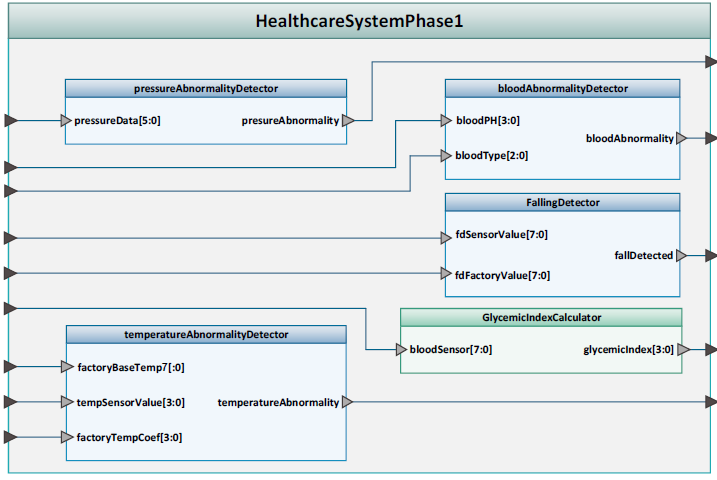 HealthcareSystemPhase1
pressureAbnormalityDetector
pressureData[5:0]
presureAbnormality
bloodAbnormalityDetector
bloodPH[3:0]
bloodType[2:0]
bloodAbnormality
FallingDetector
fdSensorValue[7:0]
fdFactoryValue[7:0]
fallDetected
GlycemicIndexCalculator
bloodSensor[7:0]
glycemicIndex[3:0]
temperatureAbnormalityDetector
factoryBaseTemp7[:0]
tempSensorValue[3:0]
temperatureAbnormality
factoryTempCoef[3:0]